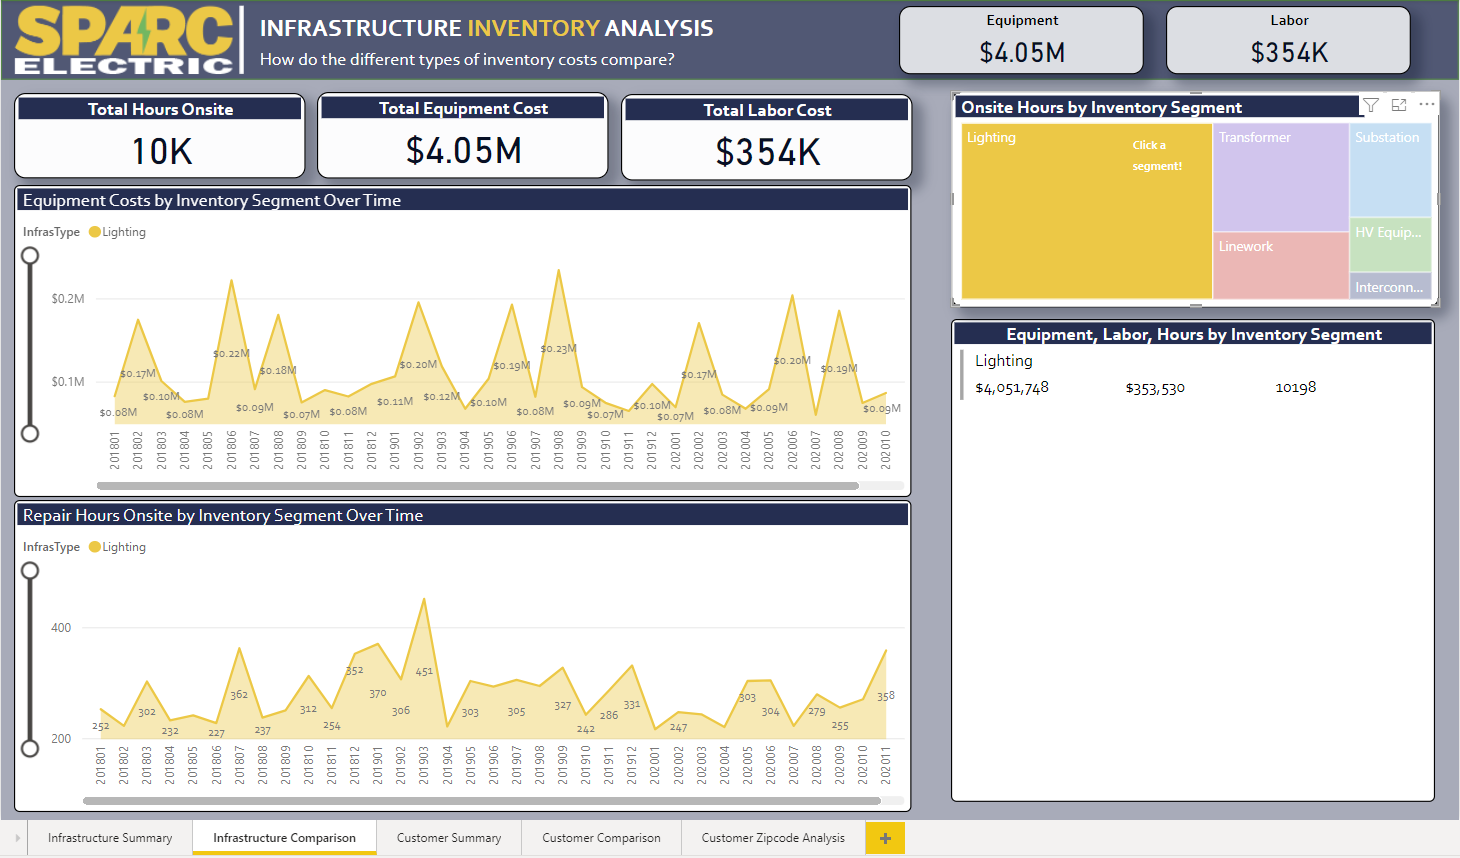 SPARC
ELECTRIC
INFRASTRUCTURE INVENTORY ANALYSIS
How do the different types of inventory costs compare?
Equipment
$4.05M
Labor
$354K
Total Hours Onsite
10K
Total Equipment Cost
$4.05M
Total Labor Cost
$354K
Onsite Hours by Inventory Segment
Lighting
Click a
segment!
Transformer
Linework
Substation
HV Equip...
Interconn...
Equipment Costs by Inventory Segment Over Time
InfrasType Lighting
$0.2M
$0.1M
$0.08M $0.17M $0.10M $0.08M $0.22M $0.09M $0.18M $0.07M $0.08M $0.11M $0.20M $0.12M $0.10M $0.19M $0.08M $0.23M $0.09M $0.07M $0.10M $0.07M $0.17M $0.08M $0.09M $0.20M $0.19M $0.09M
201801 201802 201803 201804 201805 201806 201807 201808 201809 201810 201811 201812 201901 201902 201903 201904 201905 201906 201907 201908 201909 201910 201911 201912 202001 202002 202003 202004 202005 202006 202007 202008 202009 202010
Equipment, Labor, Hours by Inventory Segment
Lighting
$4,051,748 $353,530 10198
Repair Hours Onsite by Inventory Segment Over Time
InfrasType Lighting
400
200
252 302 232 227 362 237 312 254 352 370 306 451 303 305 327 242 286 331 247 303 304 279 255 358
201801 201802 201803 201804 201805 201806 201807 201808 201809 201810 201811 201812 201901 201902 201903 201904 201905 201906 201907 201908 201909 201910 201911 201912 202001 202002 202003 202004 202005 202006 202007 202008 202009 202010 202011
Infrastructure Summary Infrastructure Comparison Customer Summary Customer Comparison Customer Zipcode Analysis +